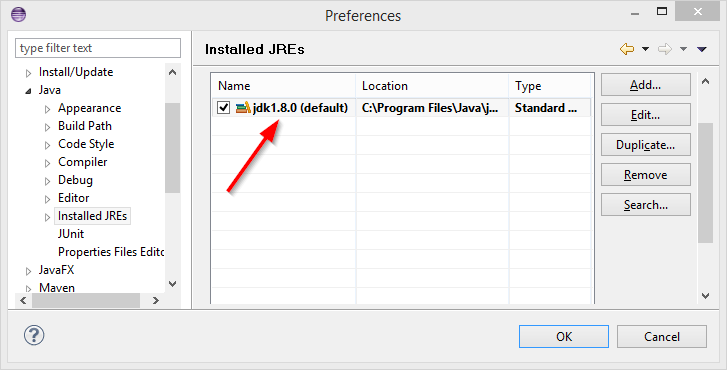 Preferences
type filter text
Install/Update
Java
Appearance
Build Path
Code Style
Compiler
Debug
Editor
Installed JREs
JUnit
Properties Files Edito
JavaFX
Maven
Installed JREs
Name Location Type
jdk1.8.0 (default) C:\Program Files\Java\j... Standard ...
Add...
Edit...
Duplicate...
Remove
Search...
?
OK Cancel